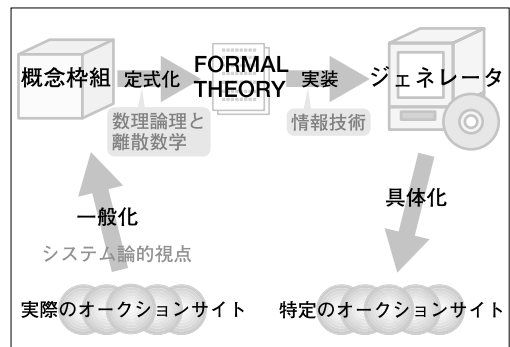 概念枠組
定式化
FORMAL
THEORY
実装
ジェネレータ
数理論理と
離散数学
情報技術
一般化
システム論的視点
具体化
実際のオークションサイト
特定のオークションサイト